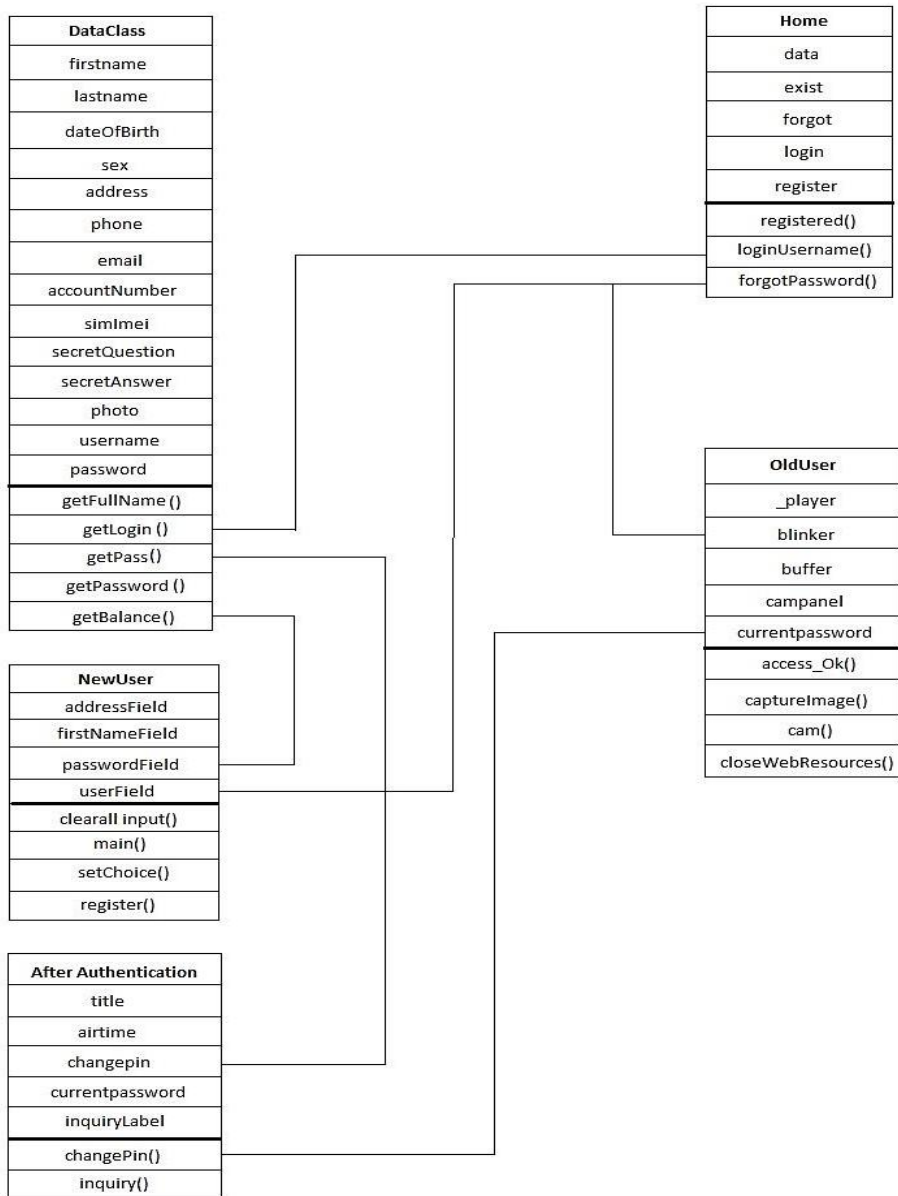 DataClass
firstname
lastname
dateOfBirth
sex
address
phone
email
accountNumber
simImei
secretQuestion
secretAnswer
photo
username
password
getFullName()
getLogin ()
getPass()
getPassword ()
getBalance()
NewUser
addressField
firstNameField
passwordField
userField
clearall input()
main()
setChoice()
register()
After Authentication
title
airtime
changepin
currentpassword
inquiryLabel
changePin()
inquiry()
Home
data
exist
forgot
login
register
registered()
loginUsername()
forgotPassword()
OldUser
_player
blinker
buffer
campanel
currentpassword
access_Ok()
captureImage()
cam()
closeWebResources()